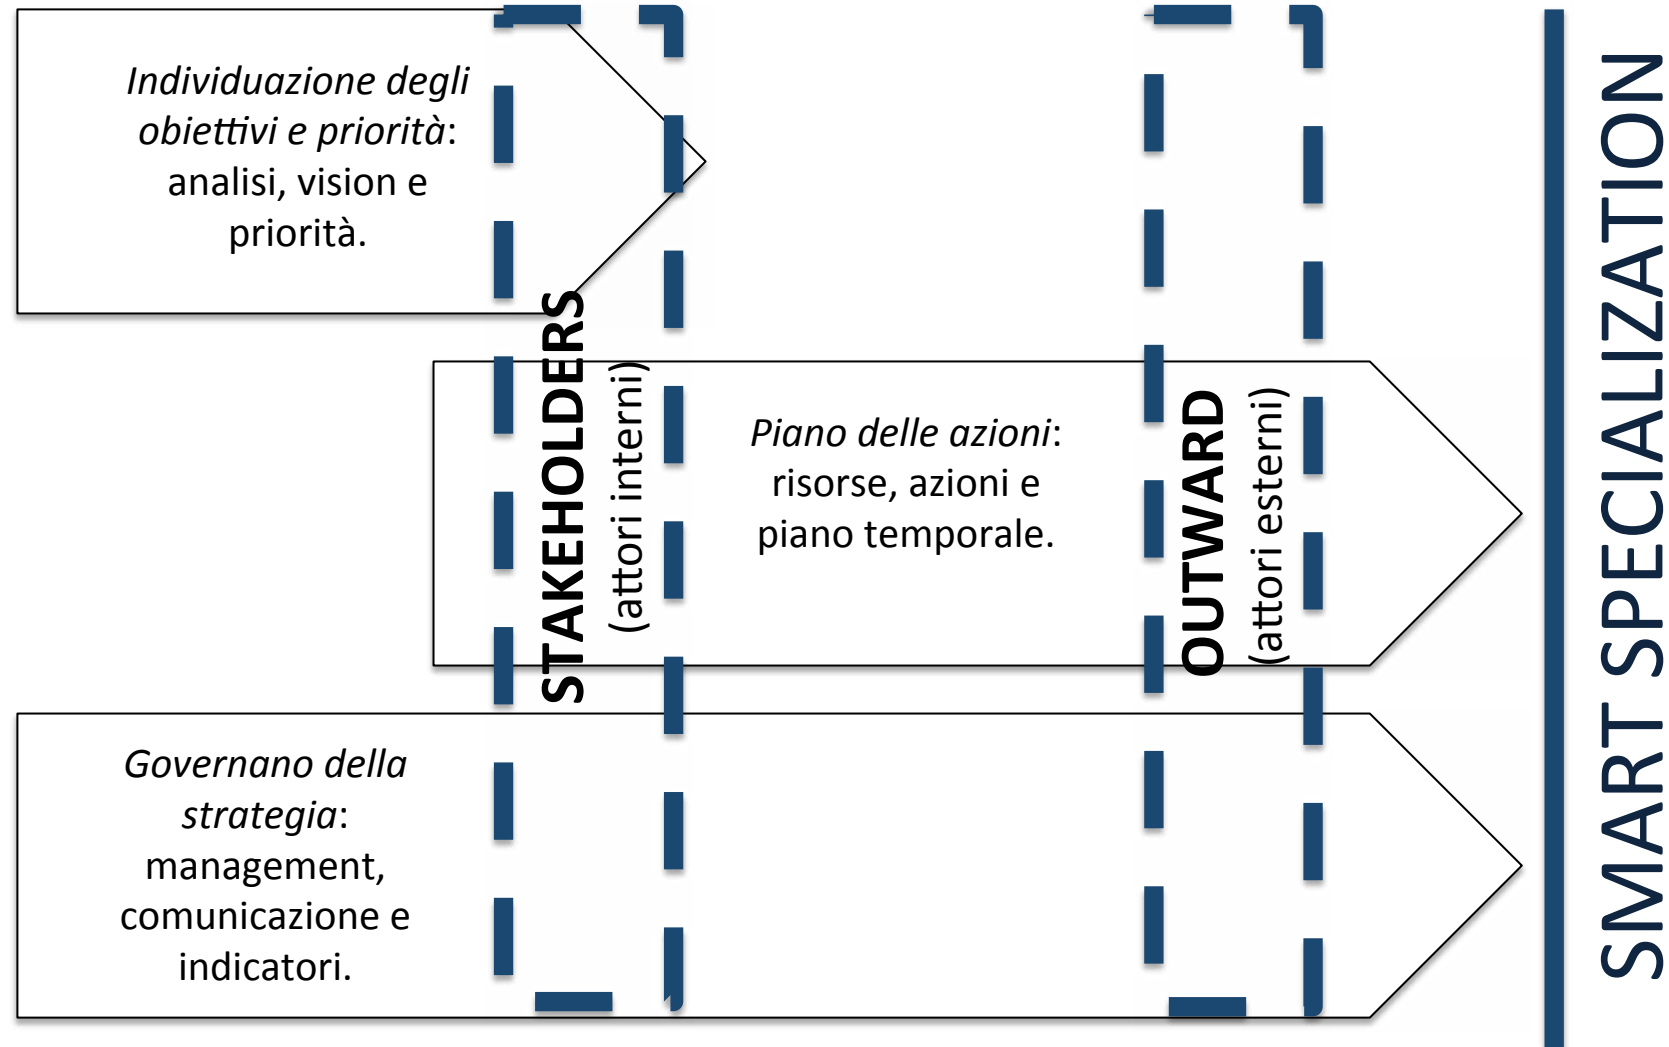 Individuazione degli
obiettivi e priorità:
analisi, vision e
priorità.
STAKEHOLDERS
(attori interni)
Piano delle azioni:
risorse, azioni e
piano temporale.
OUTWARD
(attori esterni)
Governano della
strategia:
management,
comunicazione e
indicatori.
SMART SPECIALIZATION